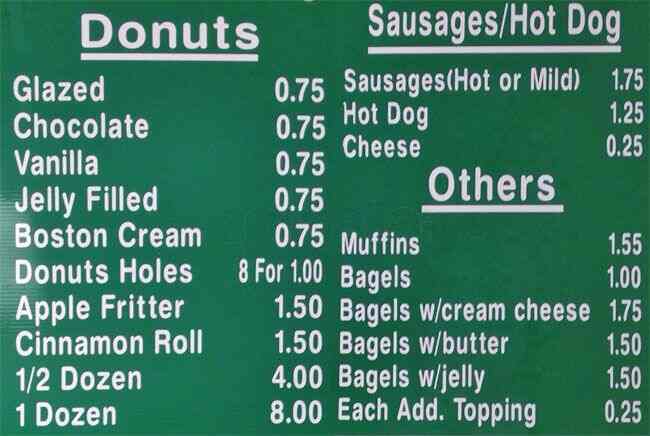 Donuts
Glazed 0.75
Chocolate 0.75
Vanilla 0.75
Jelly Filled 0.75
Boston Cream 0.75
Donuts Holes 8 For 1.00
Apple Fritter 1.50
Cinnamon Roll 1.50
1/2 Dozen 4.00
1 Dozen 8.00
Sausages/Hot Dog
Sausages(Hot or Mild) 1.75
Hot Dog 1.25
Cheese 0.25
Others
Muffins 1.55
Bagels 1.00
Bagels w/cream cheese 1.75
Bagels w/butter 1.50
Bagels w/jelly 1.50
Each Add. Topping 0.25